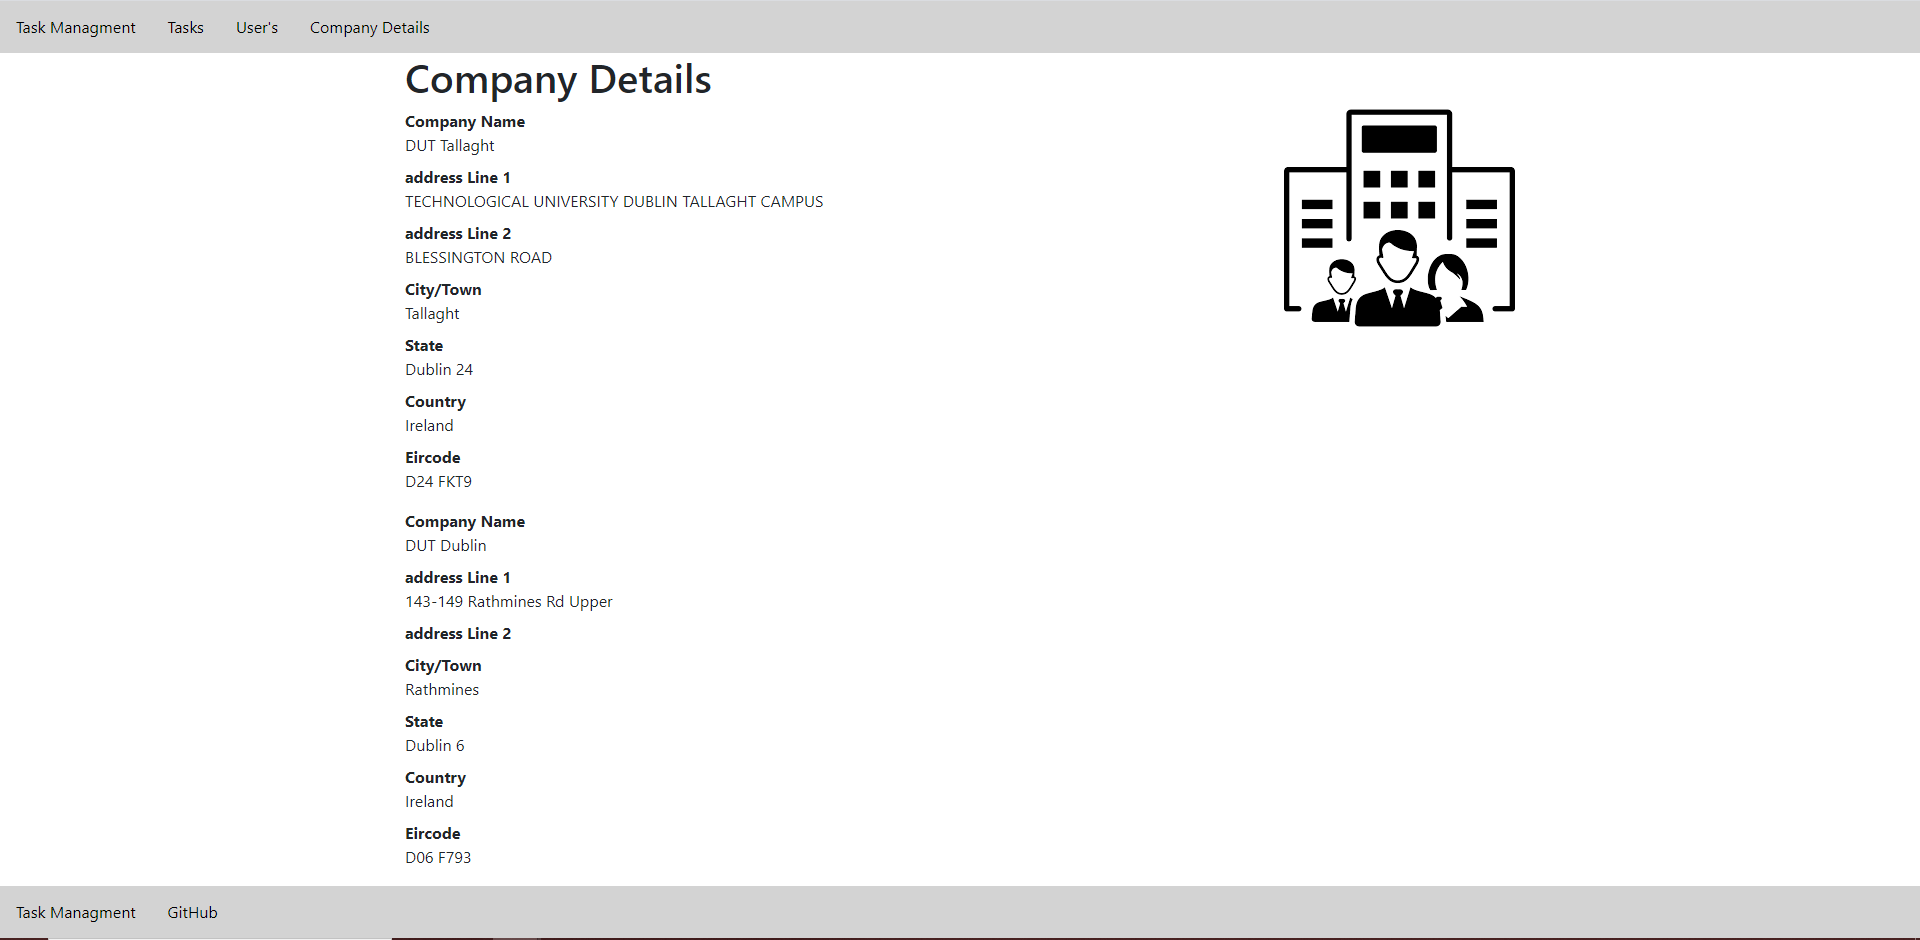 Task Managment Tasks User's Company Details
Company Details
Company Name
DUT Tallaght
address Line 1
TECHNOLOGICAL UNIVERSITY DUBLIN TALLAGHT CAMPUS
address Line 2
BLESSINGTON ROAD
City/Town
Tallaght
State
Dublin 24
Country
Ireland
Eircode
D24 FKT9
Company Name
DUT Dublin
address Line 1
143-149 Rathmines Rd Upper
address Line 2
City/Town
Rathmines
State
Dublin 6
Country
Ireland
Eircode
D06 F793
Task Managment GitHub